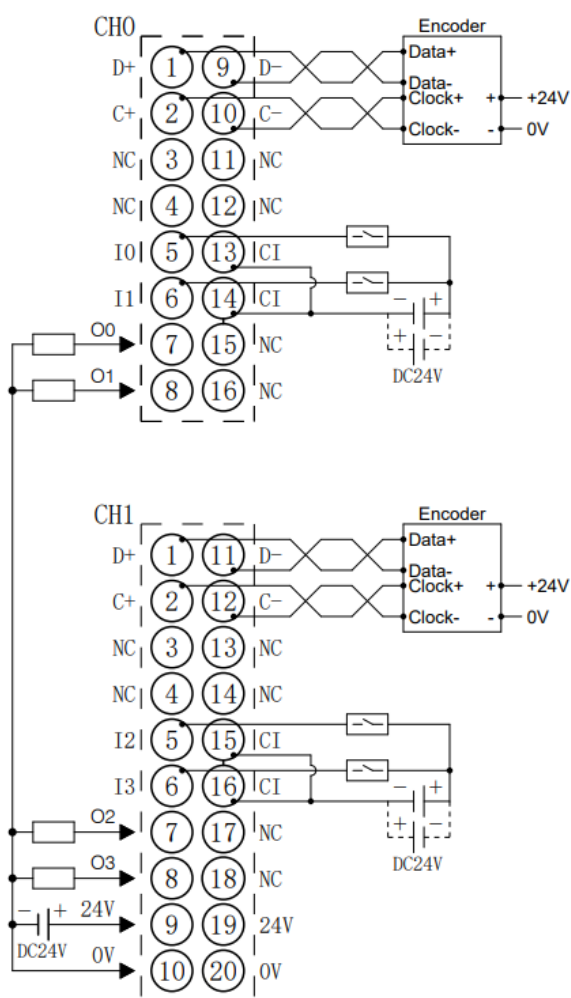 CH0
Encoder
D+ 1 9 D- Data+
Data-
C+ 2 10 C- Clock+ + +24V
Clock- - 0V
NC 3 11 NC
NC 4 12 NC
I0 5 13 CI
I1 6 14 CI - +
O0 7 15 NC + -
DC24V
O1 8 16 NC
CH1
Encoder
D+ 1 11 D- Data+
Data-
C+ 2 12 C- Clock+ + +24V
Clock- - 0V
NC 3 13 NC
NC 4 14 NC
I2 5 15 CI
I3 6 16 CI - +
O2 7 17 NC + -
DC24V
O3 8 18 NC
- + 24V 9 19 24V
DC24V
0V 10 20 0V